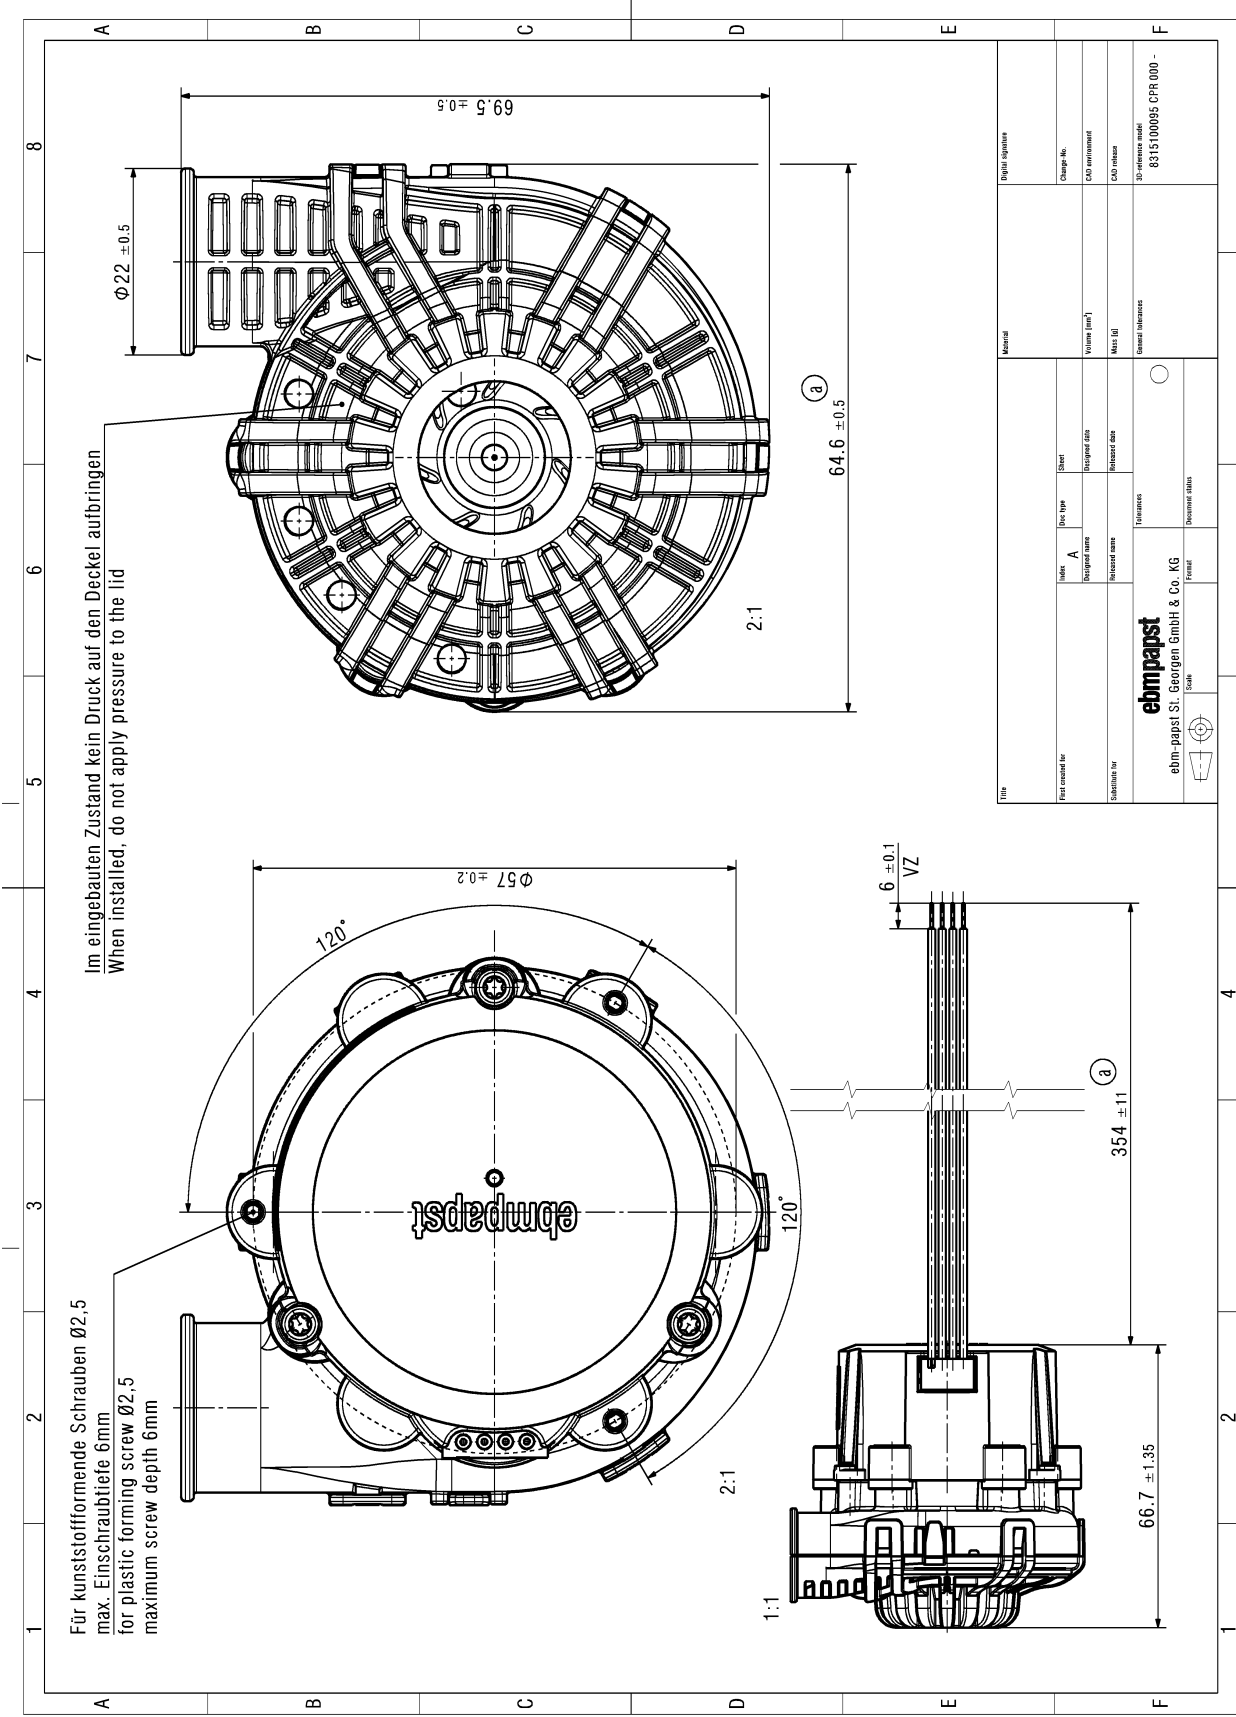 1
2
3
4
5
6
7
8
A
B
C
D
E
F
Für kunststoffformende Schrauben Ø2,5
max. Einschraubtiefe 6mm
for plastic forming screw Ø2,5
maximum screw depth 6mm
Im eingebauten Zustand kein Druck auf den Deckel aufbringen
When installed, do not apply pressure to the lid
120°
120°
Φ57 ±0.2
ebmpapst
2:1
Φ22 ±0.5
69.5 ±0.5
64.6 ±0.5
a
2:1
1:1
66.7 ±1.35
354 ±11
a
6 ±0.1
VZ
Title
Material
Digital signature
First created for
Index
A
Doc type
Sheet
Change-No.
Designed name
Designed date
Volume [mm³]
CAD environment
Substitute for
Released name
Released date
Mass [g]
CAD release
ebmpapst
ebm-papst St. Georgen GmbH & Co. KG
Tolerances
General tolerances
3D-reference model
8315100095 CPR 000 -
Scale
Format
Document status
A
B
C
D
E
F
1
2
4